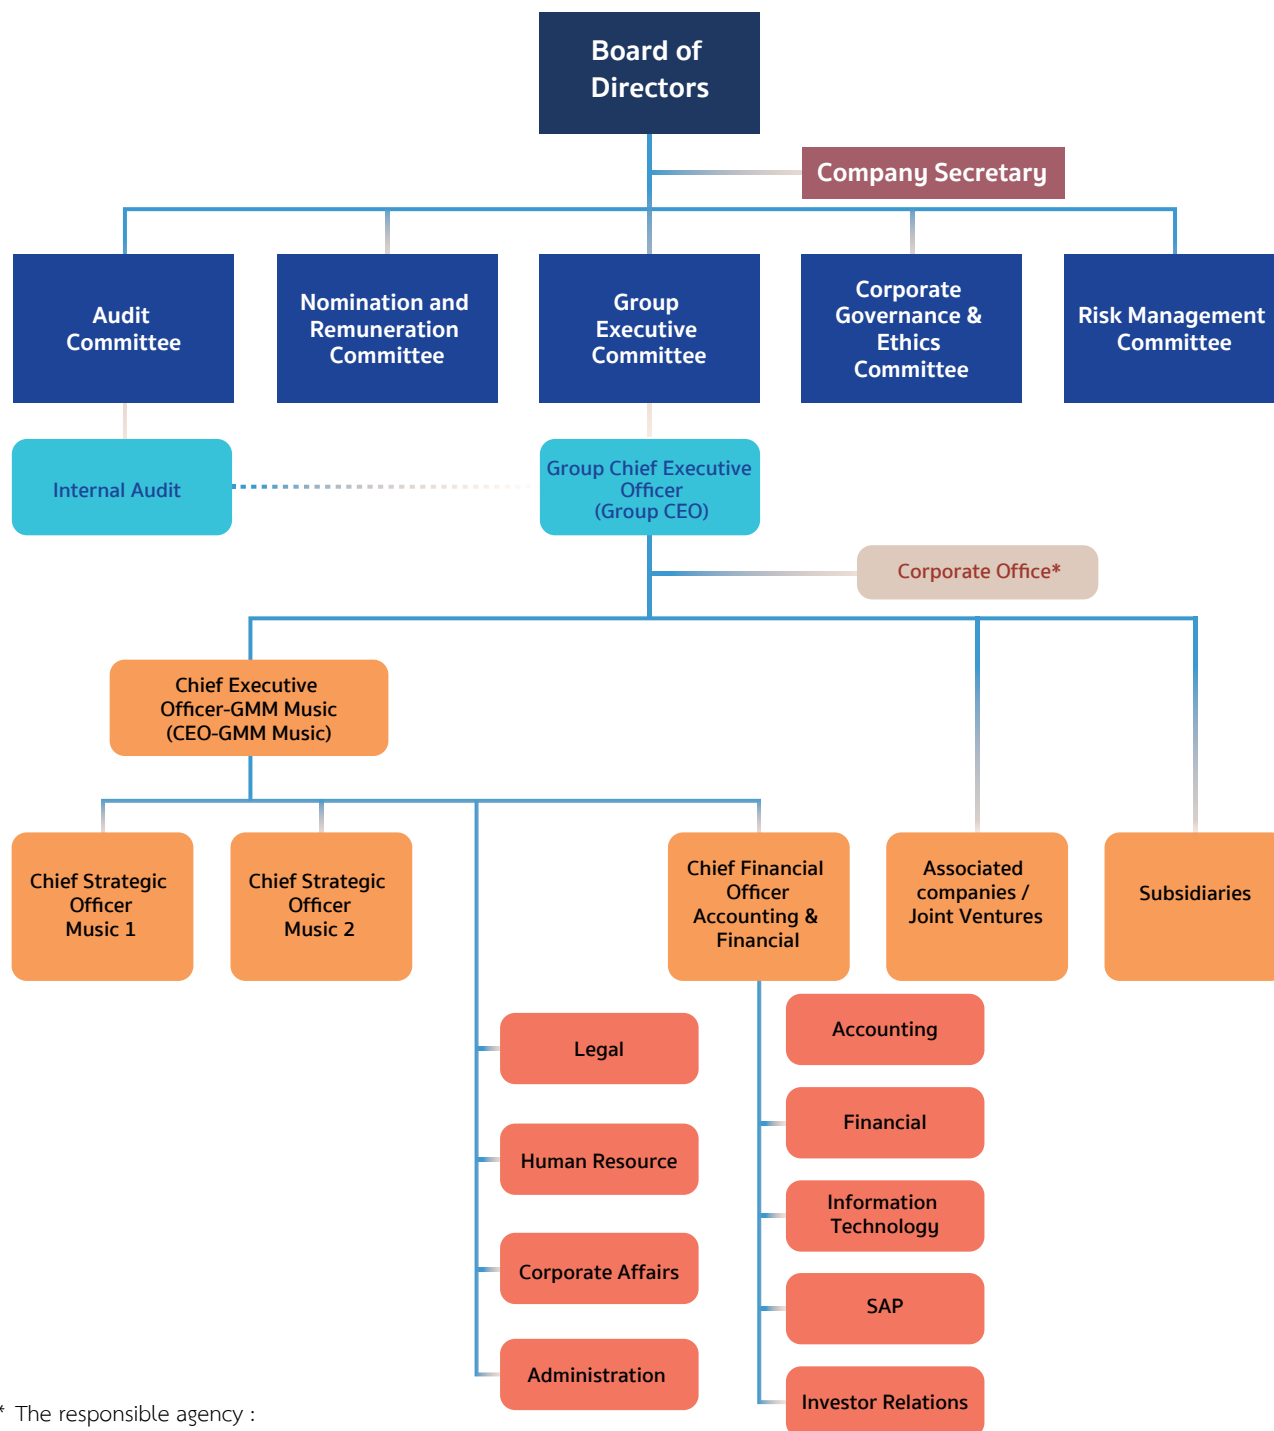 Board of
Directors
Company Secretary
Audit
Committee
Nomination and
Remuneration
Committee
Group
Executive
Committee
Corporate
Governance &
Ethics
Committee
Risk Management
Committee
Internal Audit
Group Chief Executive
Officer
(Group CEO)
Corporate Office*
Chief Executive
Officer-GMM Music
(CEO-GMM Music)
Chief Strategic
Officer
Music 1
Chief Strategic
Officer
Music 2
Chief Financial
Officer
Accounting &
Financial
Associated
companies /
Joint Ventures
Subsidiaries
Legal
Human Resource
Corporate Affairs
Administration
Accounting
Financial
Information
Technology
SAP
Investor Relations
* The responsible agency :